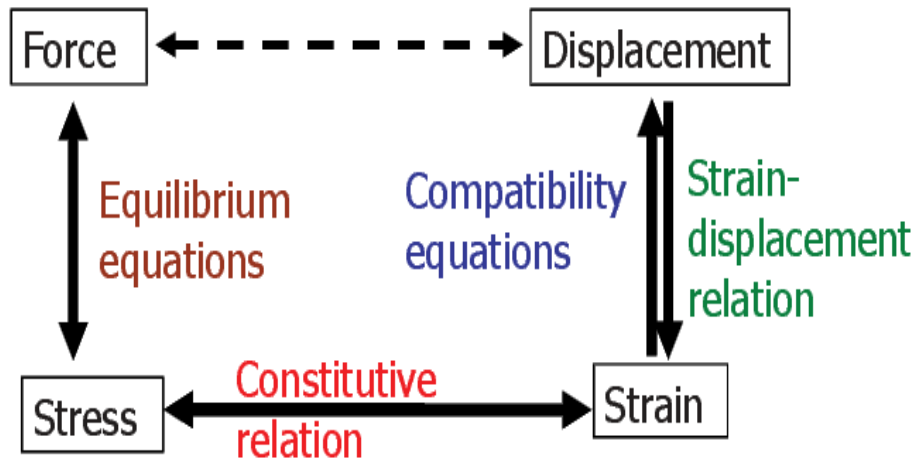 Force
Displacement
Equilibrium
equations
Compatibility
equations
Strain-
displacement
relation
Stress
Constitutive
relation
Strain